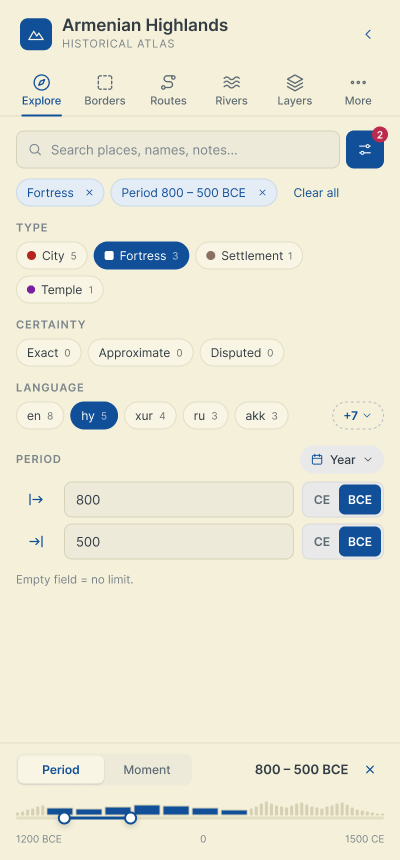 Armenian Highlands
HISTORICAL ATLAS
Explore Borders Routes Rivers Layers More
Search places, names, notes...
2
Fortress × Period 800 – 500 BCE × Clear all
TYPE
City 5 Fortress 3 Settlement 1
Temple 1
CERTAINTY
Exact 0 Approximate 0 Disputed 0
LANGUAGE
en 8 hy 5 xur 4 ru 3 akk 3 +7
PERIOD Year
800 CE BCE
500 CE BCE
Empty field = no limit.
Period Moment 800 – 500 BCE ×
1200 BCE 0 1500 CE